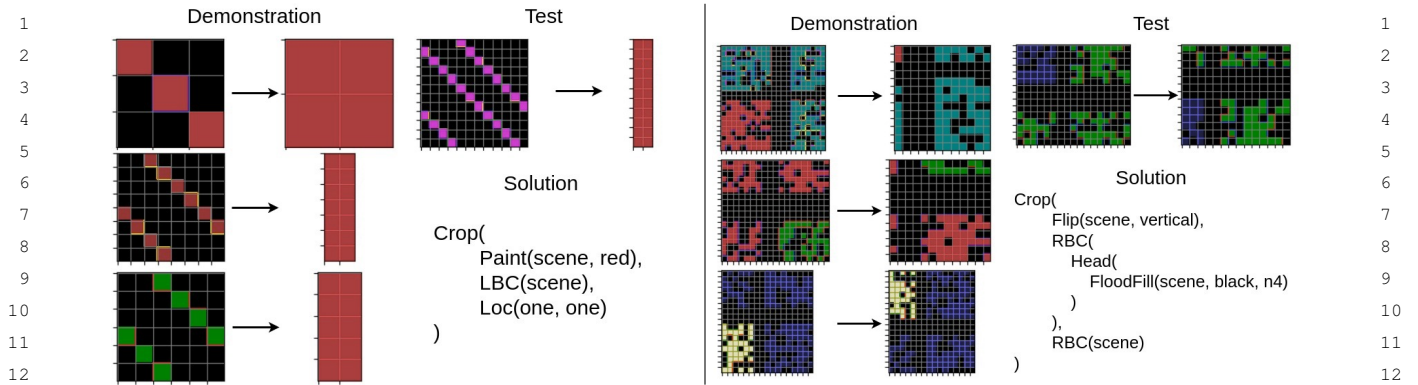 Demonstration
Test
1
2
3
4
5
6
7
8
9
10
11
12
Solution
Crop(
Paint(scene, red),
LBC(scene),
Loc(one, one)
)
Demonstration
Test
Solution
Crop(
Flip(scene, vertical),
RBC(
Head(
FloodFill(scene, black, n4)
)
),
RBC(scene)
)
1
2
3
4
5
6
7
8
9
10
11
12